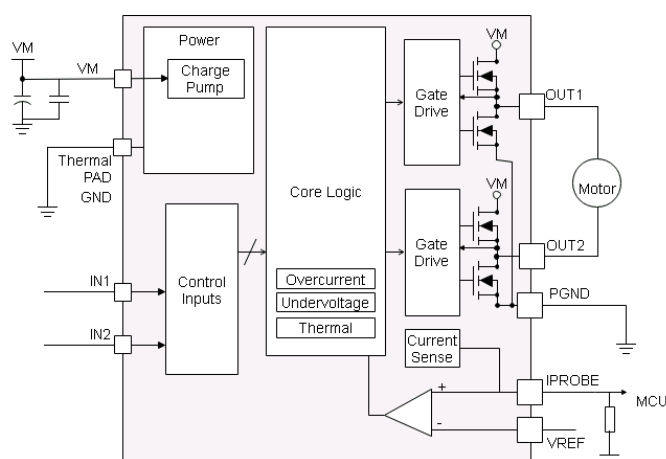 Power
VM
VM
Charge
Pump
Thermal
PAD
GND
Core Logic
Overcurrent
Undervoltage
Thermal
Control
Inputs
IN1
IN2
VM
Gate
Drive
OUT1
Motor
VM
Gate
Drive
OUT2
PGND
Current
Sense
+
-
IPROBE
MCU
VREF